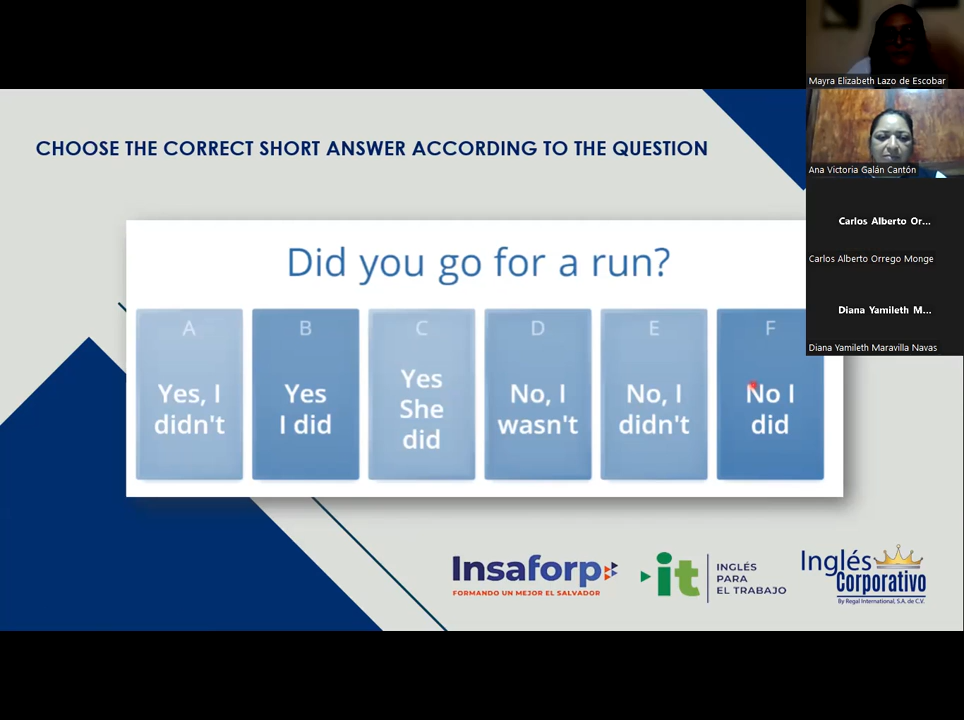 Mayra Elizabeth Lazo de Escobar
Ana Victoria Galán Cantón
Carlos Alberto Or...
Carlos Alberto Orrego Monge
Diana Yamileth M...
Diana Yamileth Maravilla Navas
CHOOSE THE CORRECT SHORT ANSWER ACCORDING TO THE QUESTION
Did you go for a run?
A
Yes, I
didn't
B
Yes
I did
C
Yes
She
did
D
No, I
wasn't
E
No, I
didn't
F
No I
did
Insaforp
FORMANDO UN MEJOR EL SALVADOR
it
INGLÉS
PARA
EL TRABAJO
Inglés
Corporativo
By Regal International, S.A. de C.V.